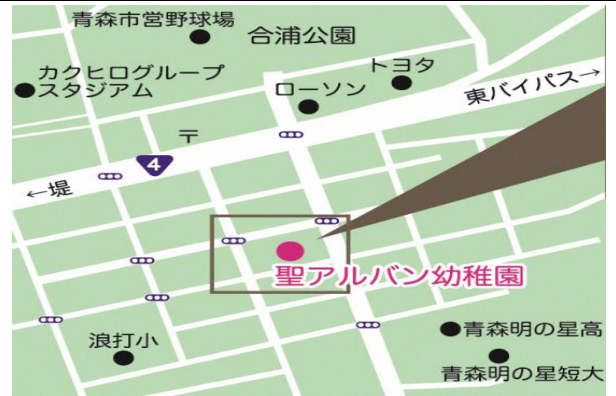 青森市営野球場
合浦公園
カクヒログループ
スタジアム
トヨタ
ローソン
東バイパス→
〒
4
←堤
聖アルバン幼稚園
浪打小
青森明の星高
青森明の星短大